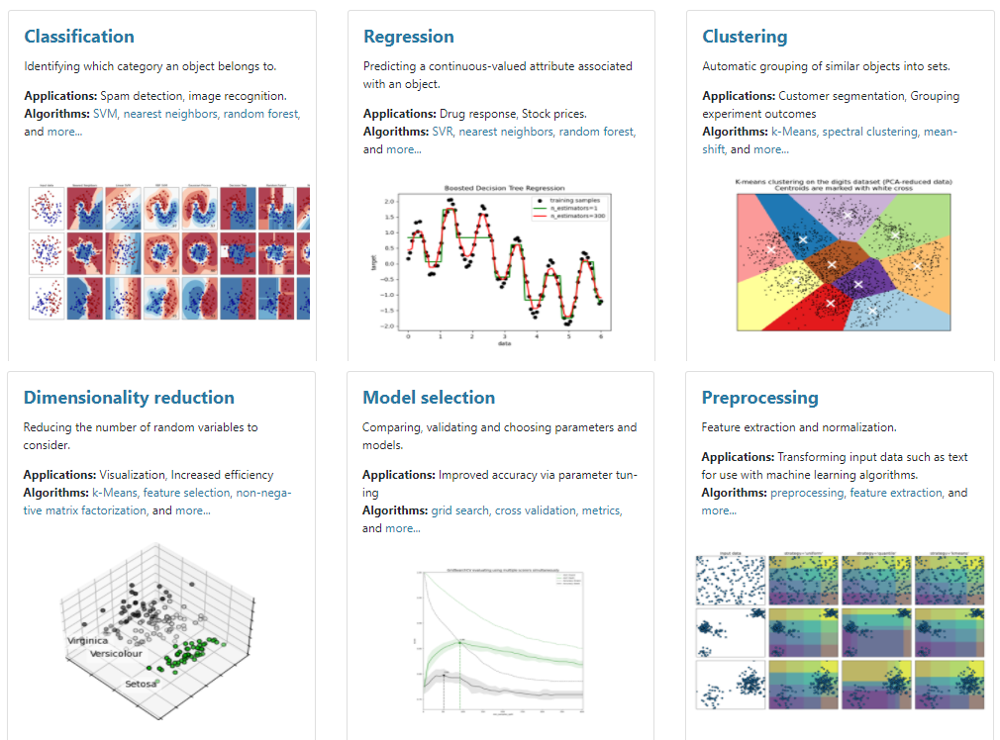 Classification
Identifying which category an object belongs to.
Applications: Spam detection, image recognition.
Algorithms: SVM, nearest neighbors, random forest,
and more...
Regression
Predicting a continuous-valued attribute associated
with an object.
Applications: Drug response, Stock prices.
Algorithms: SVR, nearest neighbors, random forest,
and more...
Boosted Decision Tree Regression
training samples
n_estimators=1
n_estimators=300
target
2.0
1.5
1.0
0.5
0.0
−0.5
−1.0
−1.5
−2.0
0 1 2 3 4 5 6
data
Clustering
Automatic grouping of similar objects into sets.
Applications: Customer segmentation, Grouping
experiment outcomes
Algorithms: k-Means, spectral clustering, mean-
shift, and more...
K-means clustering on the digits dataset (PCA-reduced data)
Centroids are marked with white cross
Dimensionality reduction
Reducing the number of random variables to
consider.
Applications: Visualization, Increased efficiency
Algorithms: k-Means, feature selection, non-nega-
tive matrix factorization, and more...
Virginica
Versicolour
Setosa
Model selection
Comparing, validating and choosing parameters and
models.
Applications: Improved accuracy via parameter tun-
ing
Algorithms: grid search, cross validation, metrics,
and more...
GridSearchCV evaluating using multiple scorers simultaneously
Preprocessing
Feature extraction and normalization.
Applications: Transforming input data such as text
for use with machine learning algorithms.
Algorithms: preprocessing, feature extraction, and
more...
Input data
strategy='uniform'
strategy='quantile'
strategy='kmeans'